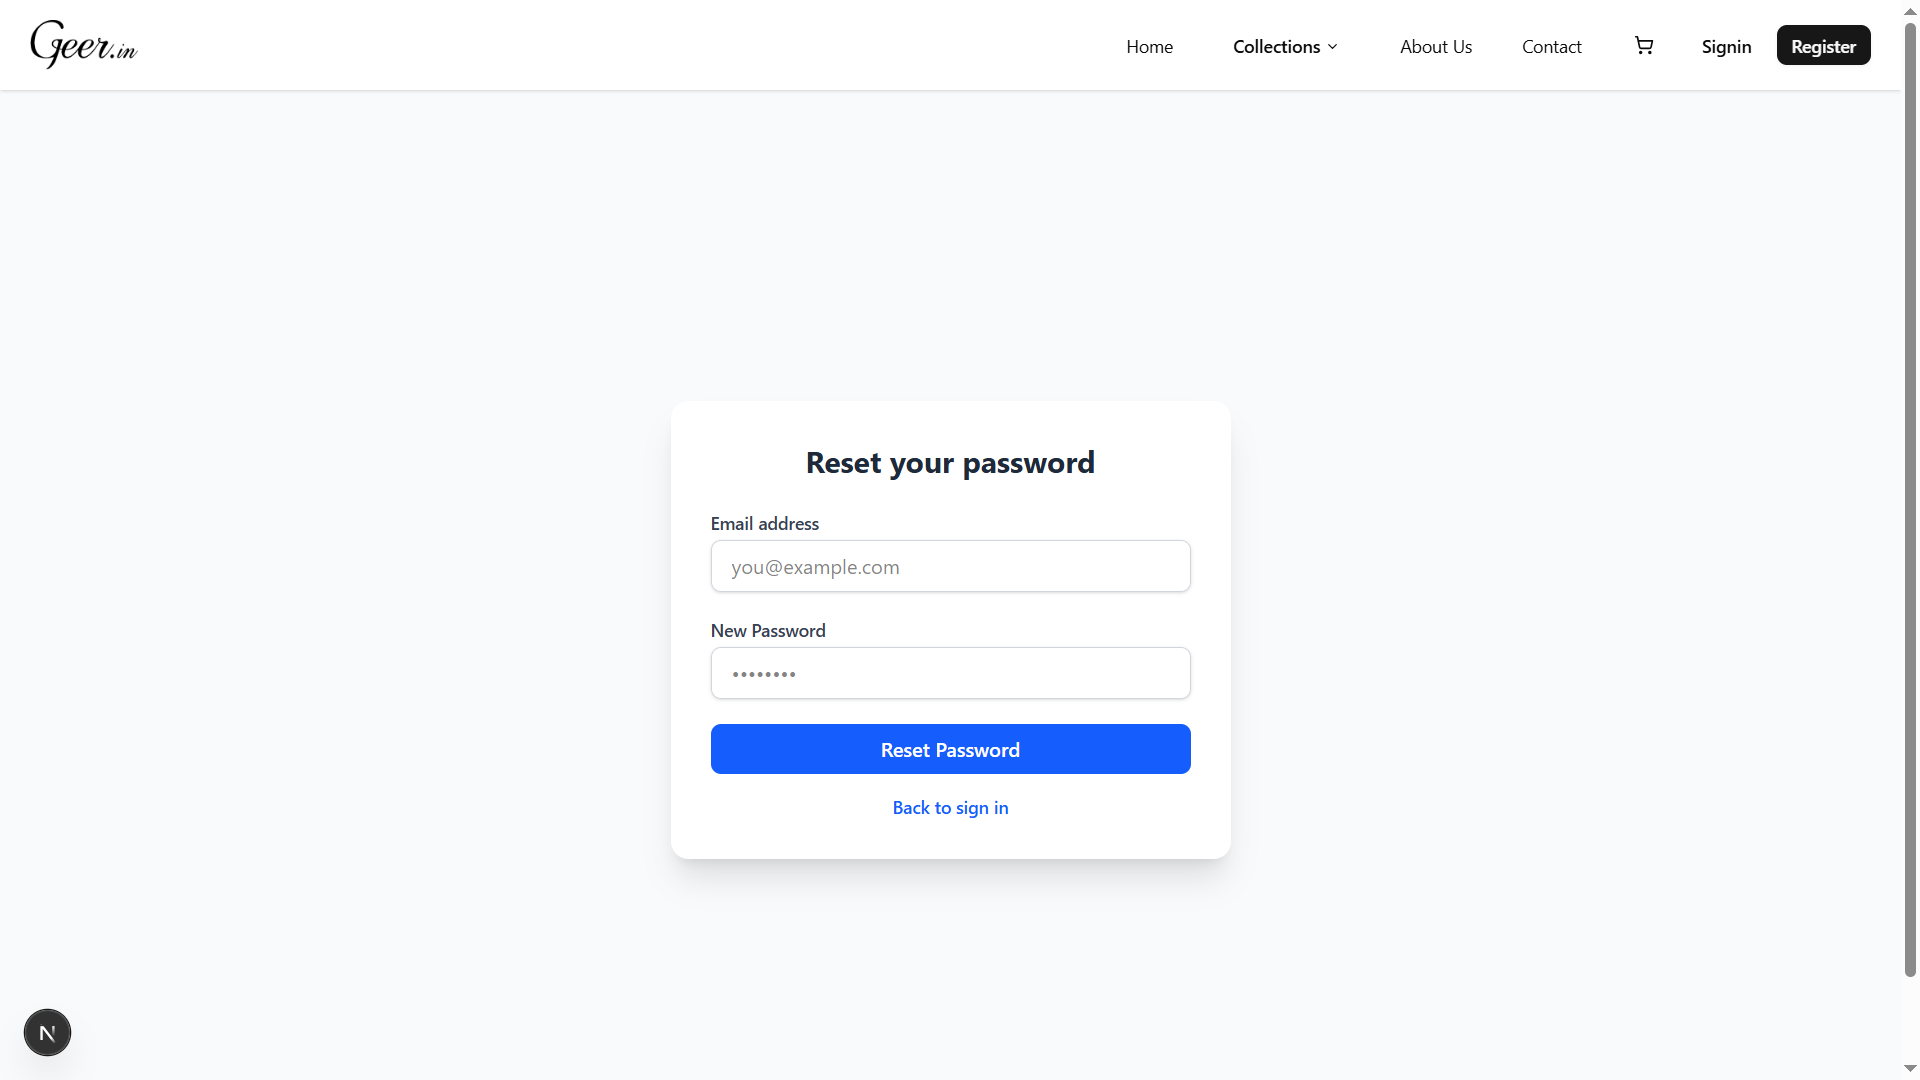 Geer.in
Home Collections About Us Contact Signin Register
Reset your password
Email address
you@example.com
New Password
••••••••
Reset Password
Back to sign in
N